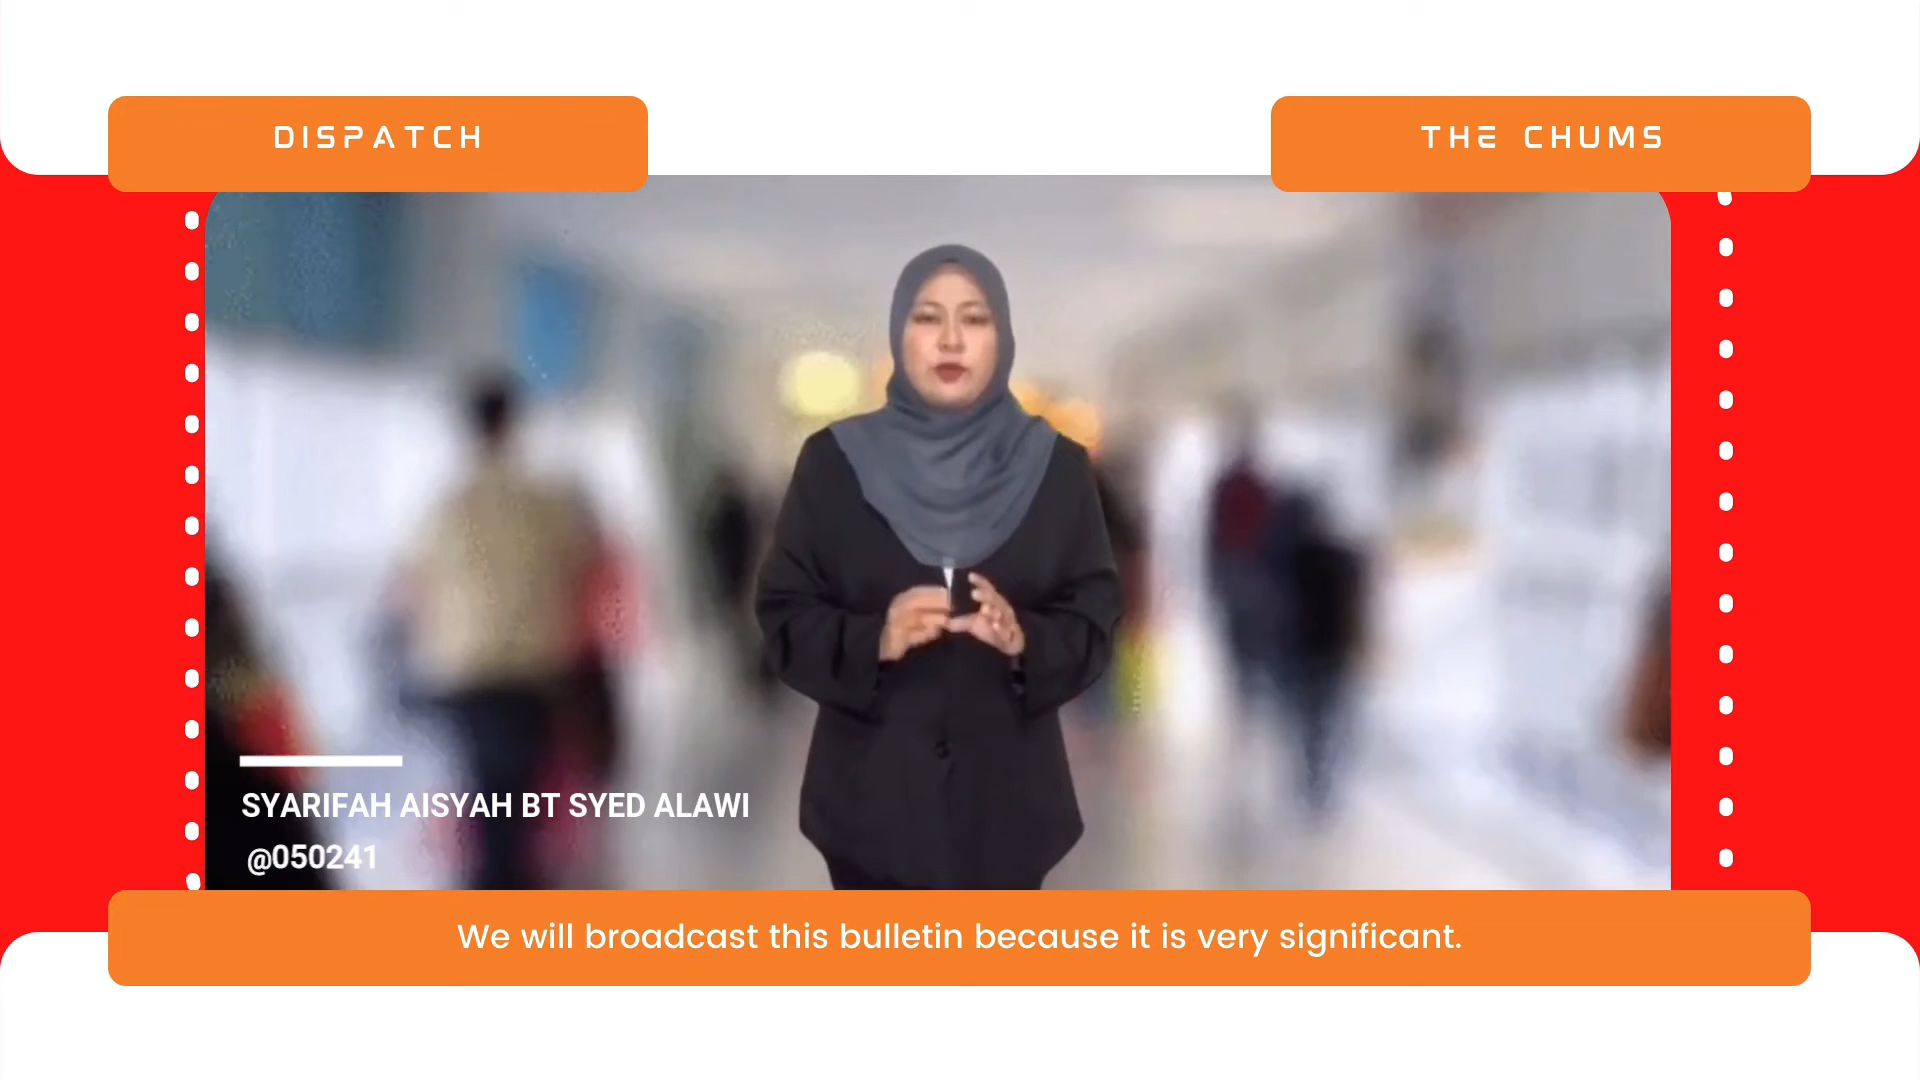 DISPATCH
THE CHUMS
SYARIFAH AISYAH BT SYED ALAWI
@050241
We will broadcast this bulletin because it is very significant.